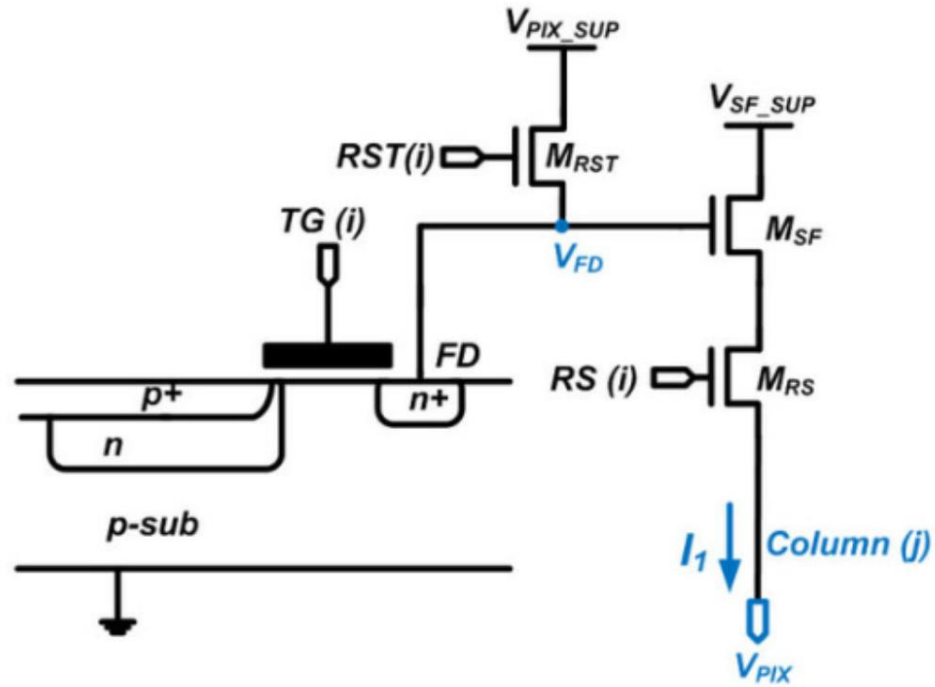 V_PIX_SUP
V_SF_SUP
RST(i)
M_RST
TG (i)
M_SF
V_FD
FD
RS (i)
M_RS
p+
n+
n
p-sub
I_1
Column (j)
V_PIX